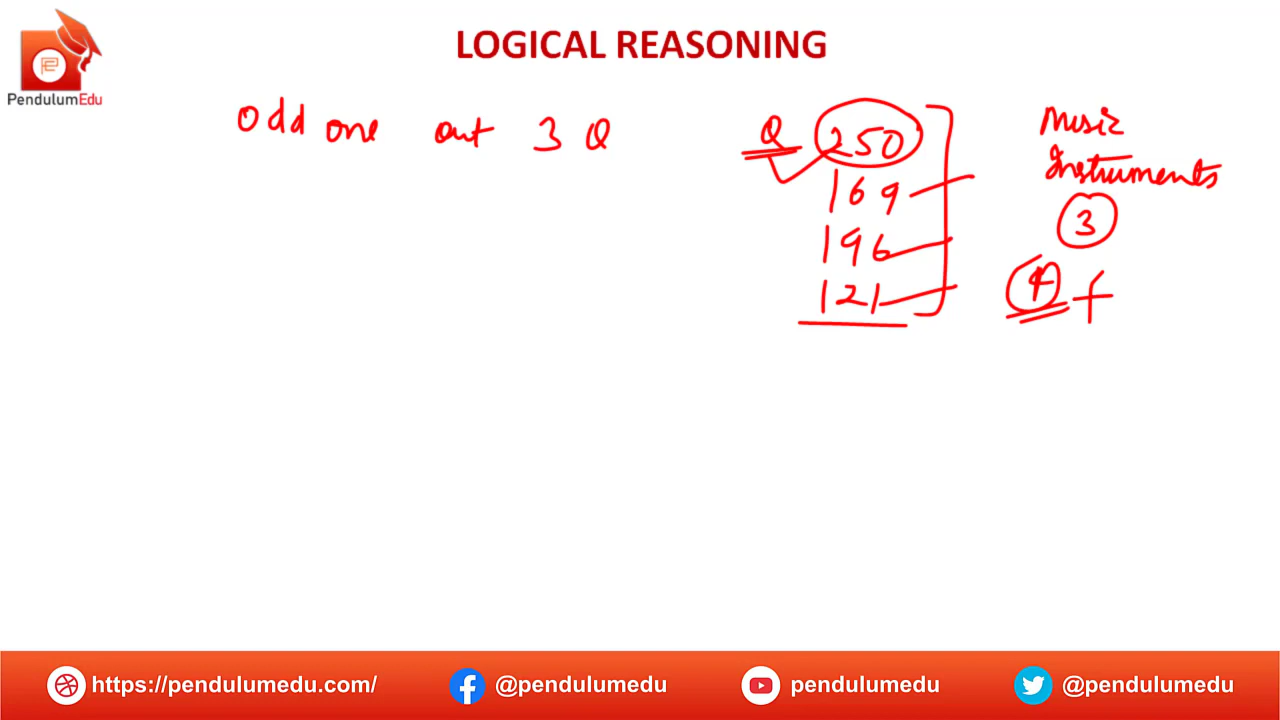 PendulumEdu
LOGICAL REASONING
Odd one out 3 Q
Q 250
169
196
121
Music
Instruments
3
4 f
https://pendulumedu.com/
@pendulumedu
pendulumedu
@pendulumedu